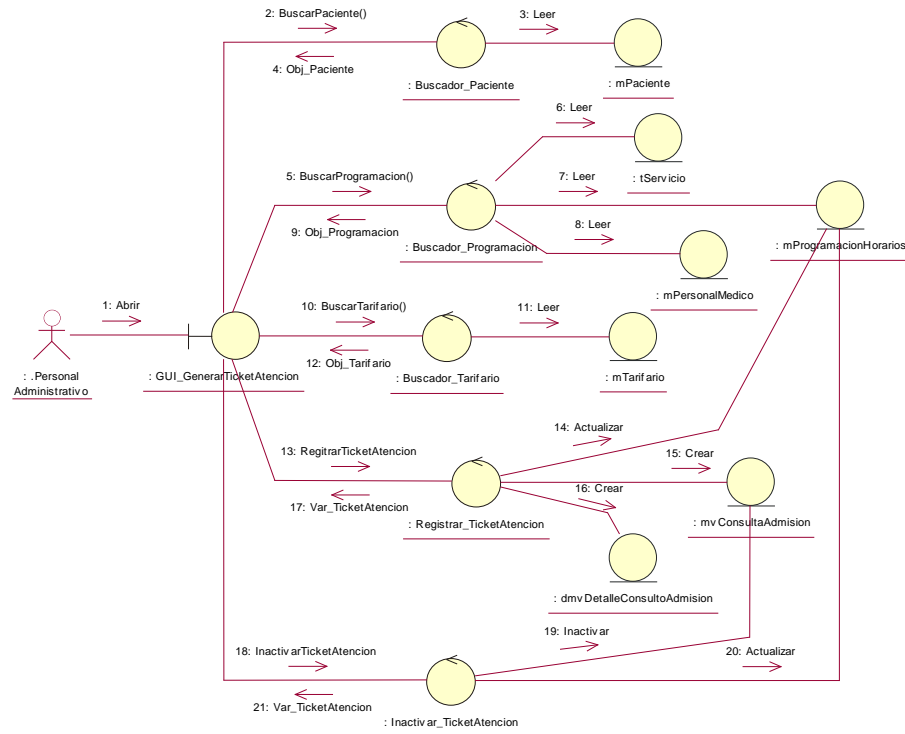 2: BuscarPaciente()
3: Leer
4: Obj_Paciente
: Buscador_Paciente
: mPaciente
6: Leer
5: BuscarProgramacion()
7: Leer
: tServicio
9: Obj_Programacion
8: Leer
: Buscador_Programacion
: mProgramacionHorarios
: mPersonalMedico
1: Abrir
10: BuscarTarifario()
11: Leer
12: Obj_Tarifario
: .Personal
Administrativo
: GUI_GenerarTicketAtencion
: Buscador_Tarifario
: mTarifario
14: Actualizar
13: RegitrarTicketAtencion
15: Crear
16: Crear
17: Var_TicketAtencion
: Registrar_TicketAtencion
: mvConsultaAdmision
: dmvDetalleConsultoAdmision
19: Inactivar
18: InactivarTicketAtencion
20: Actualizar
21: Var_TicketAtencion
: Inactivar_TicketAtencion